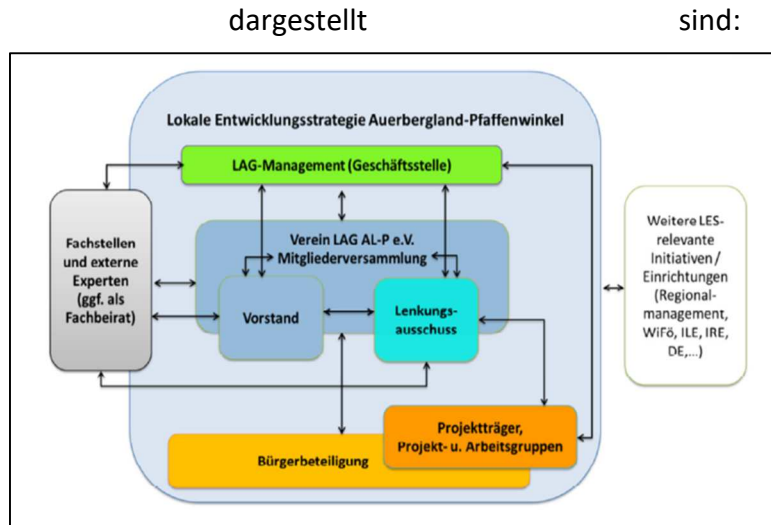 dargestellt sind:
Lokale Entwicklungsstrategie Auerbergland-Pfaffenwinkel
LAG-Management (Geschäftsstelle)
Fachstellen
und externe
Experten
(ggf. als
Fachbeirat)
Verein LAG AL-P e.V.
Mitgliederversammlung
Vorstand
Lenkungs-
ausschuss
Weitere LES-
relevante
Initiativen /
Einrichtungen
(Regional-
management,
WiFö, ILE, IRE,
DE,...)
Projektträger,
Projekt- u. Arbeitsgruppen
Bürgerbeteiligung